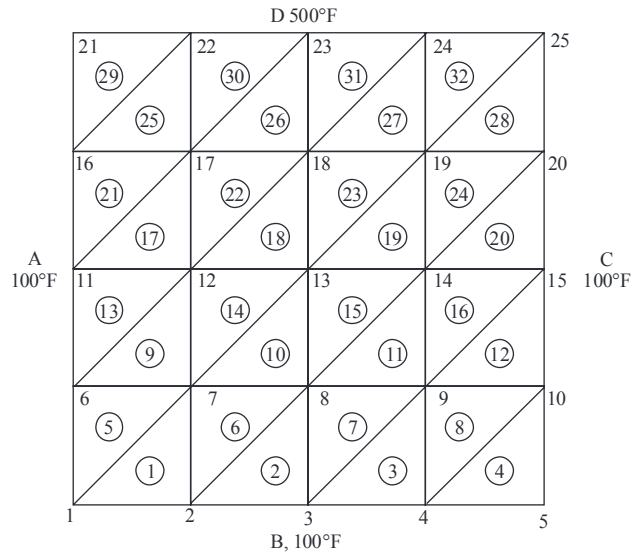 D 500°F
21 22 23 24 25
29 30 31 32
25 26 27 28
16 17 18 19 20
21 22 23 24
17 18 19 20
A
100°F
C
100°F
11 12 13 14 15
13 14 15 16
9 10 11 12
6 7 8 9 10
5 6 7 8
1 2 3 4
1 2 3 4 5
B, 100°F